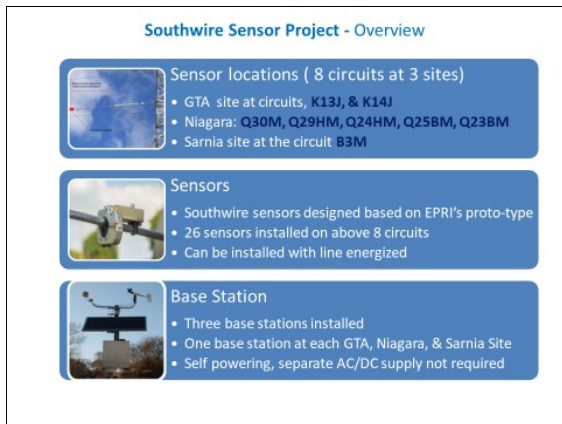 Southwire Sensor Project - Overview
Sensor locations ( 8 circuits at 3 sites)
• GTA site at circuits, K13J, & K14J
• Niagara: Q30M, Q29HM, Q24HM, Q25BM, Q23BM
• Sarnia site at the circuit B3M
Sensors
• Southwire sensors designed based on EPRI's proto-type
• 26 sensors installed on above 8 circuits
• Can be installed with line energized
Base Station
• Three base stations installed
• One base station at each GTA, Niagara, & Sarnia Site
• Self powering, separate AC/DC supply not required